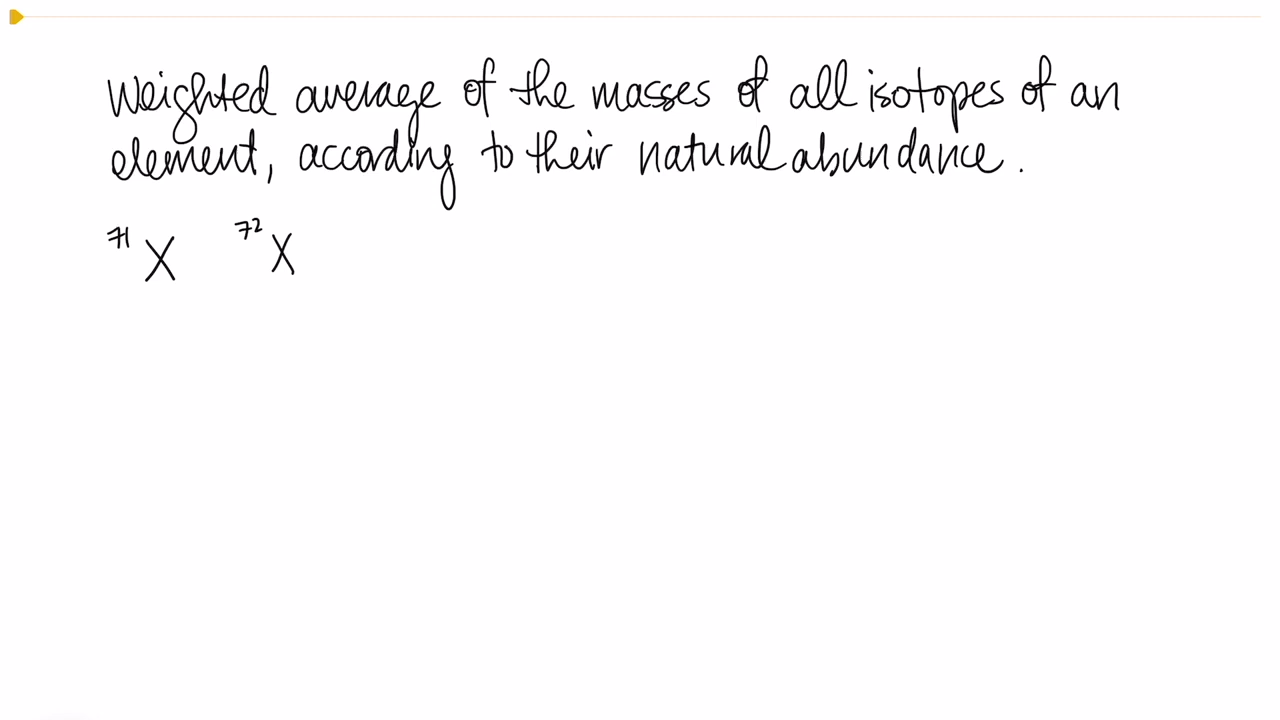 Weighted average of the masses of all isotopes of an
element, according to their natural abundance.
⁷¹X ⁷²X